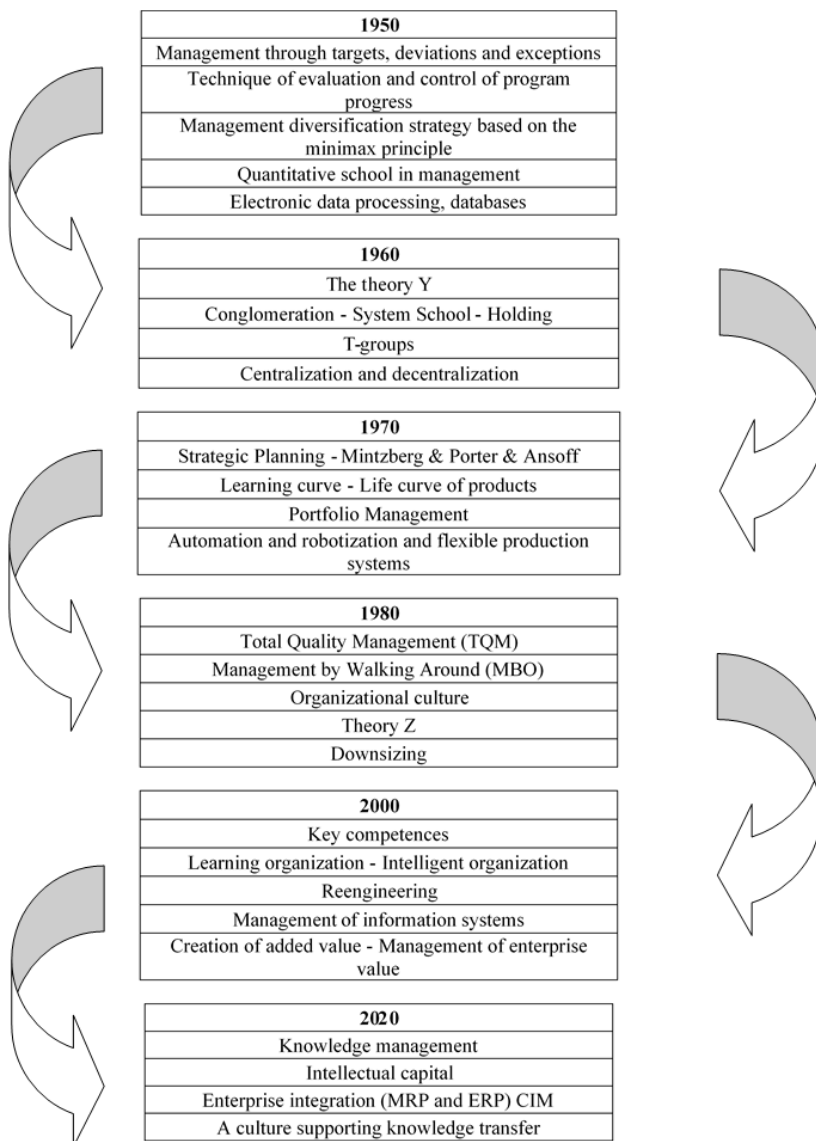 1950
Management through targets, deviations and exceptions
Technique of evaluation and control of program
progress
Management diversification strategy based on the
minimax principle
Quantitative school in management
Electronic data processing, databases
1960
The theory Y
Conglomeration - System School - Holding
T-groups
Centralization and decentralization
1970
Strategic Planning - Mintzberg & Porter & Ansoff
Learning curve - Life curve of products
Portfolio Management
Automation and robotization and flexible production
systems
1980
Total Quality Management (TQM)
Management by Walking Around (MBO)
Organizational culture
Theory Z
Downsizing
2000
Key competences
Learning organization - Intelligent organization
Reengineering
Management of information systems
Creation of added value - Management of enterprise
value
2020
Knowledge management
Intellectual capital
Enterprise integration (MRP and ERP) CIM
A culture supporting knowledge transfer